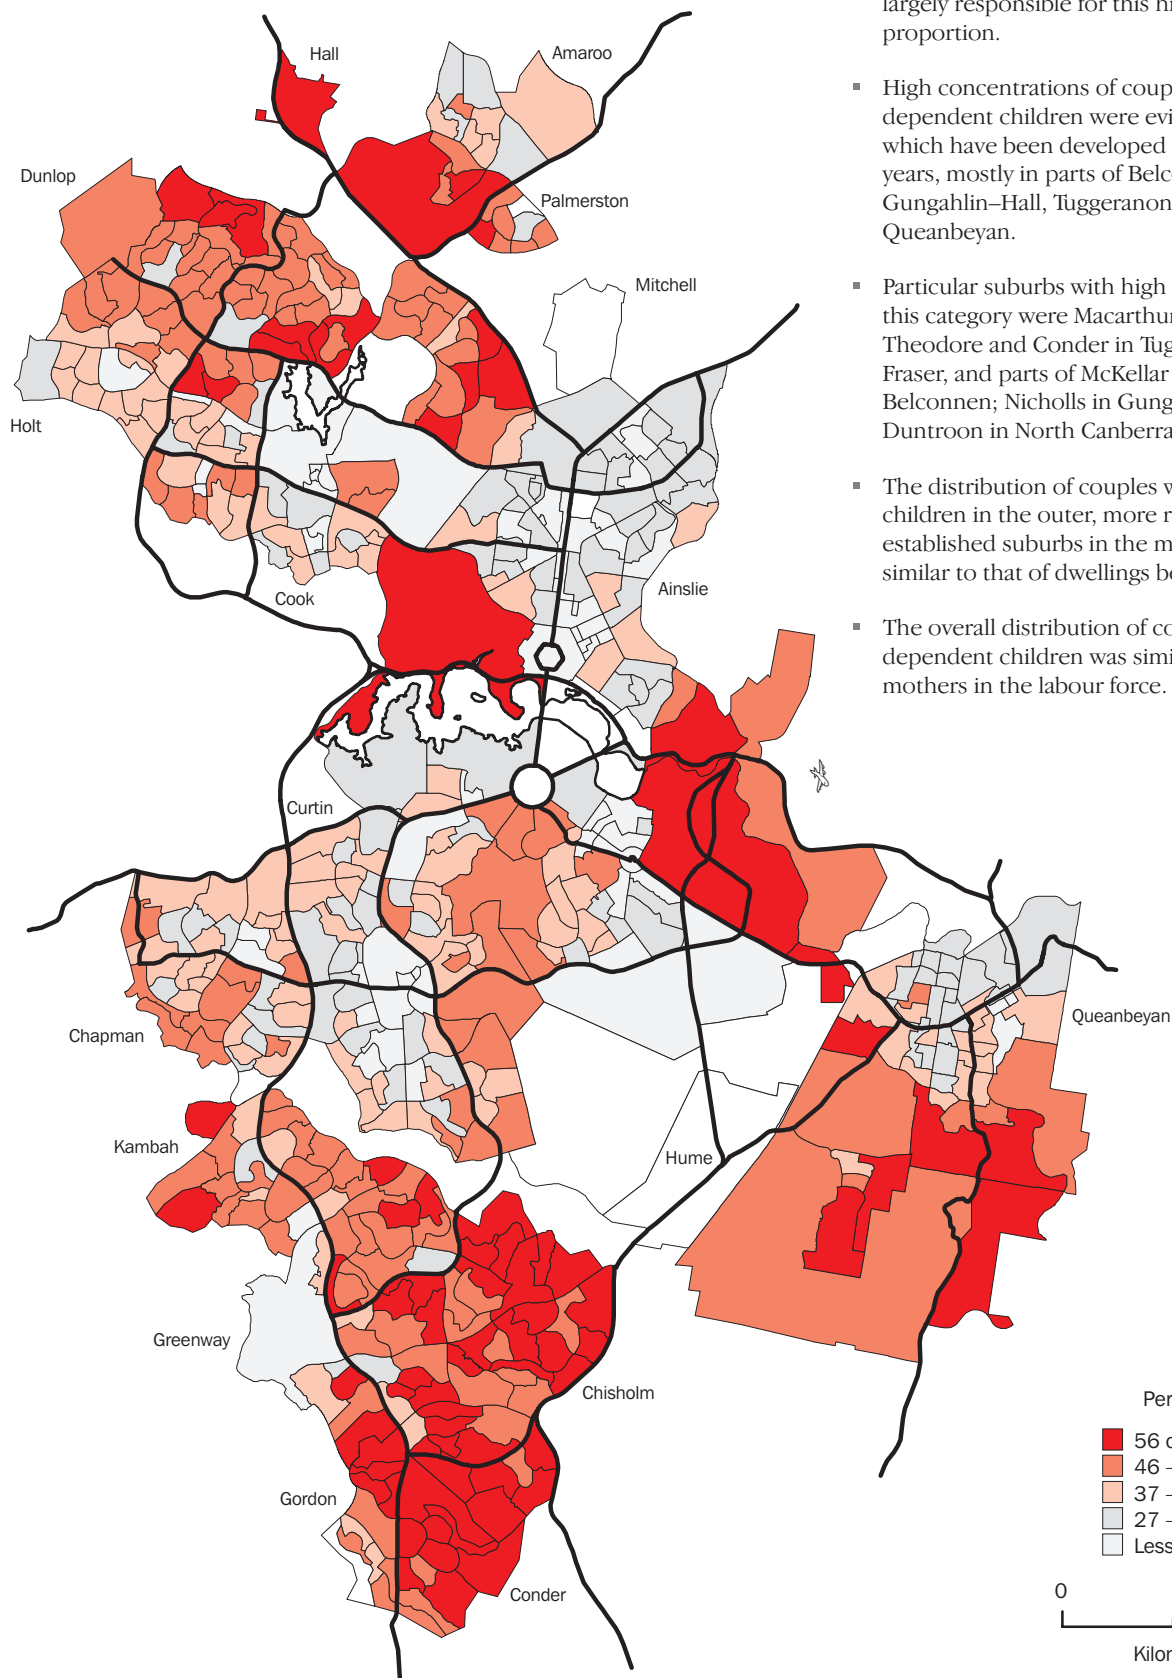 largely responsible for this hi
proportion.
High concentrations of coup
dependent children were evi
which have been developed
years, mostly in parts of Belc
Gungahlin–Hall, Tuggeranon
Queanbeyan.
Particular suburbs with high
this category were Macarthur
Theodore and Conder in Tug
Fraser, and parts of McKellar
Belconnen; Nicholls in Gung
Duntroon in North Canberra
The distribution of couples w
children in the outer, more r
established suburbs in the m
similar to that of dwellings be
The overall distribution of co
dependent children was simi
mothers in the labour force.
Hall
Amaroo
Dunlop
Palmerston
Mitchell
Holt
Ainslie
Cook
Curtin
Queanbeyan
Chapman
Kambah
Hume
Greenway
Chisholm
Gordon
Conder
Per
56 o
46 –
37 –
27 –
Less
0
Kilon